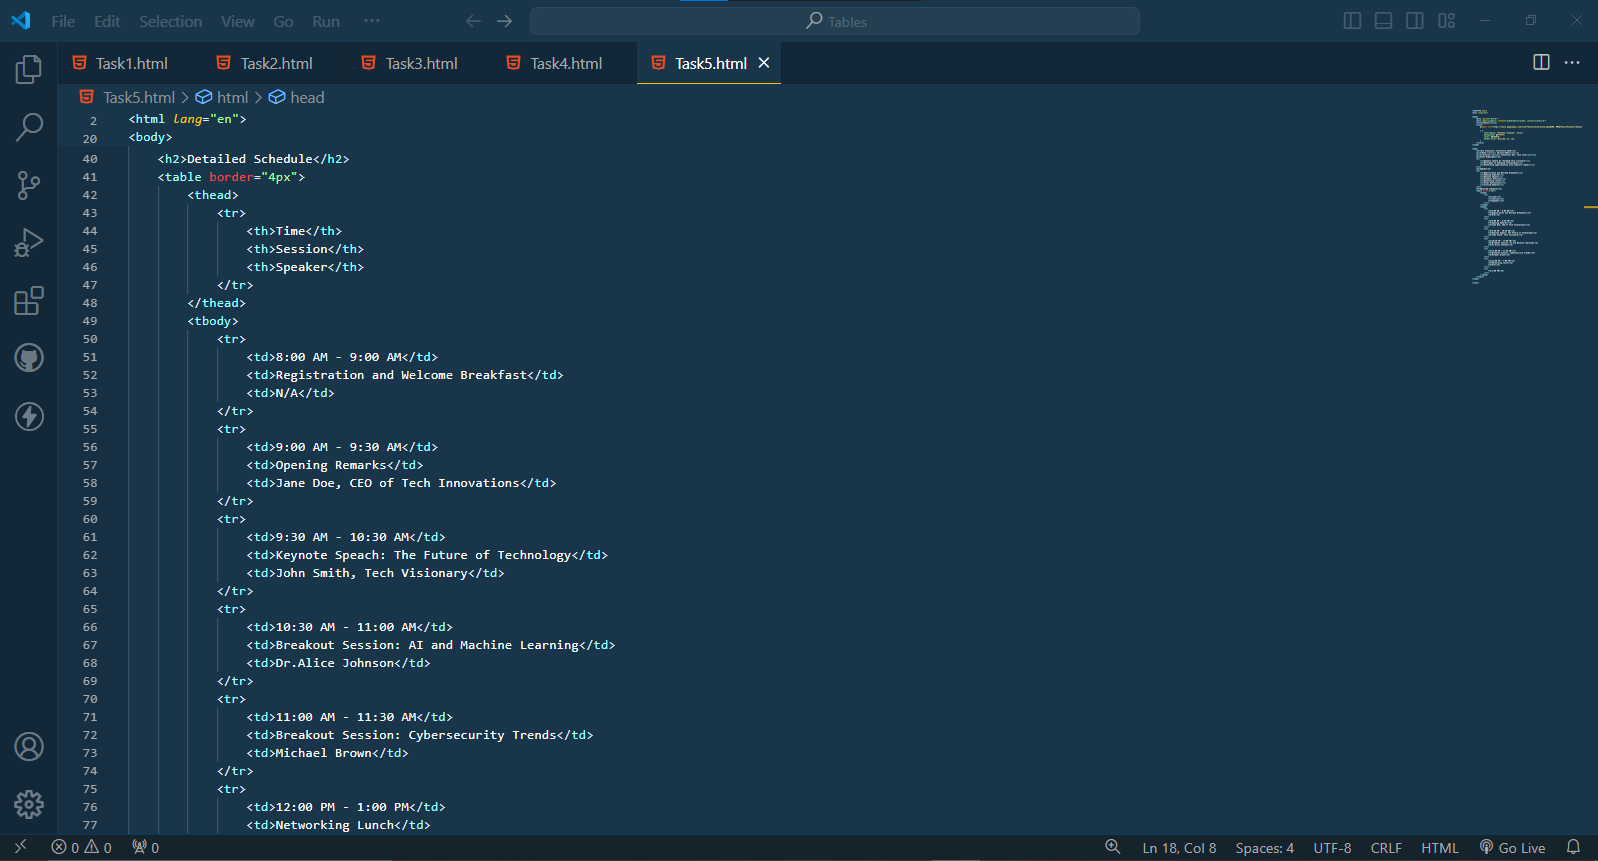 File Edit Selection View Go Run ··· Tables
Task1.html Task2.html Task3.html Task4.html Task5.html
Task5.html > html > head
2 <html lang="en">
20 <body>
40 <h2>Detailed Schedule</h2>
41 <table border="4px">
42 <thead>
43 <tr>
44 <th>Time</th>
45 <th>Session</th>
46 <th>Speaker</th>
47 </tr>
48 </thead>
49 <tbody>
50 <tr>
51 <td>8:00 AM - 9:00 AM</td>
52 <td>Registration and Welcome Breakfast</td>
53 <td>N/A</td>
54 </tr>
55 <tr>
56 <td>9:00 AM - 9:30 AM</td>
57 <td>Opening Remarks</td>
58 <td>Jane Doe, CEO of Tech Innovations</td>
59 </tr>
60 <tr>
61 <td>9:30 AM - 10:30 AM</td>
62 <td>Keynote Speach: The Future of Technology</td>
63 <td>John Smith, Tech Visionary</td>
64 </tr>
65 <tr>
66 <td>10:30 AM - 11:00 AM</td>
67 <td>Breakout Session: AI and Machine Learning</td>
68 <td>Dr.Alice Johnson</td>
69 </tr>
70 <tr>
71 <td>11:00 AM - 11:30 AM</td>
72 <td>Breakout Session: Cybersecurity Trends</td>
73 <td>Michael Brown</td>
74 </tr>
75 <tr>
76 <td>12:00 PM - 1:00 PM</td>
77 <td>Networking Lunch</td>
0 0 0 Ln 18, Col 8 Spaces: 4 UTF-8 CRLF HTML Go Live